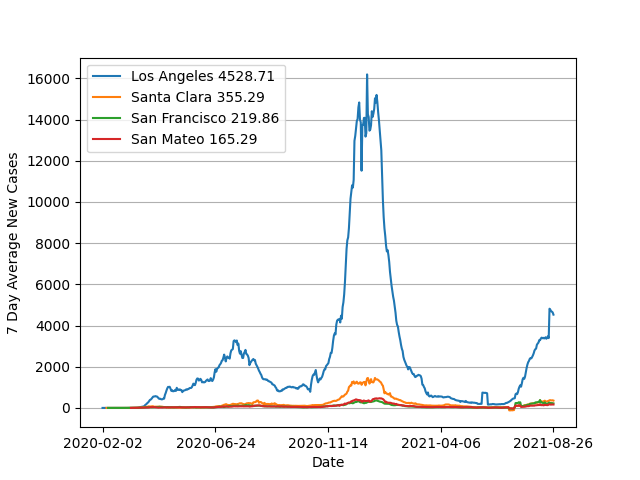 16000
14000
12000
10000
8000
6000
4000
2000
0
7 Day Average New Cases
Los Angeles 4528.71
Santa Clara 355.29
San Francisco 219.86
San Mateo 165.29
2020-02-02 2020-06-24 2020-11-14 2021-04-06 2021-08-26
Date